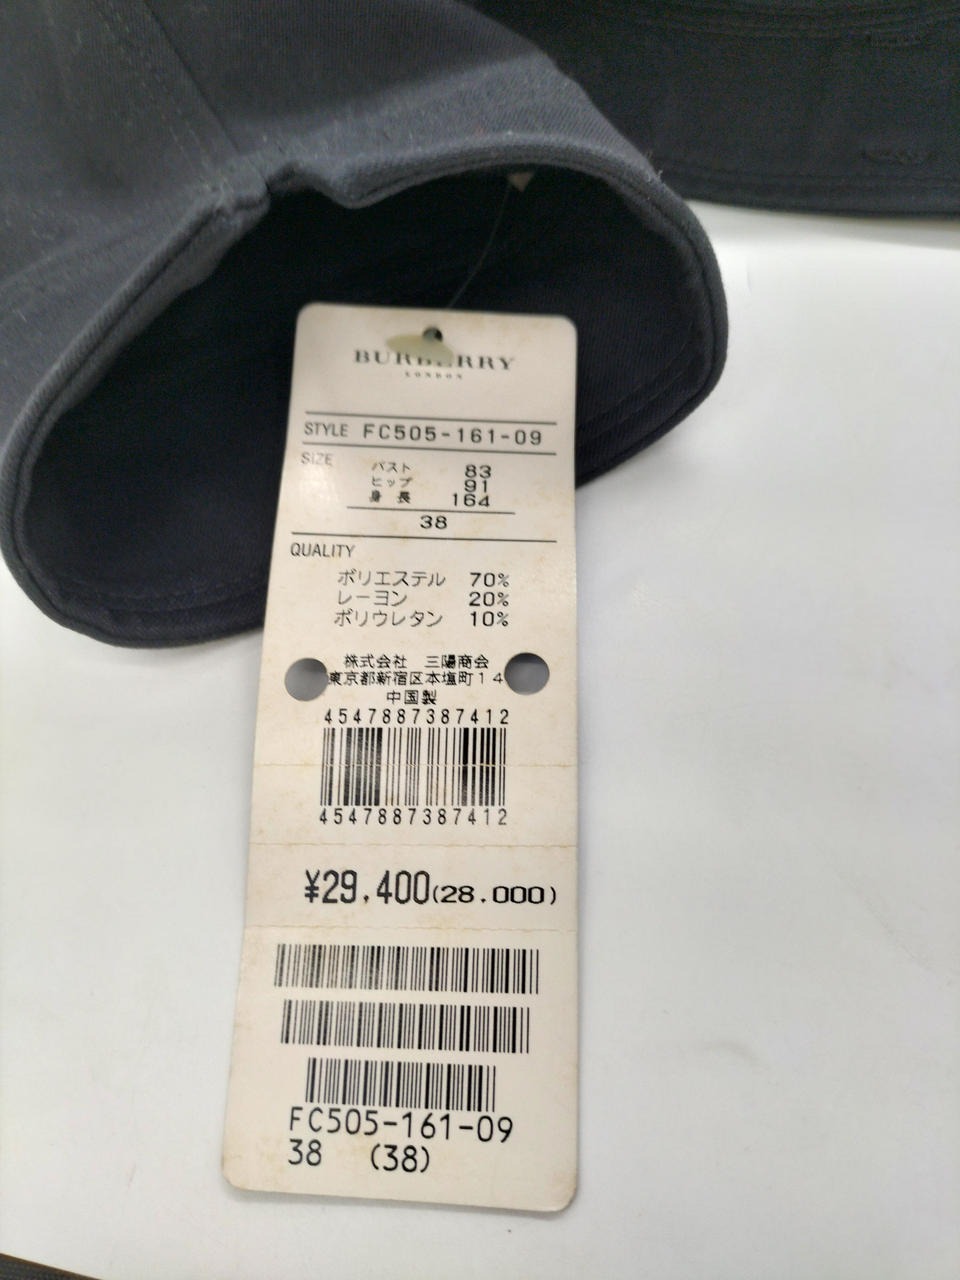 BURBERRY
LONDON
STYLE FC505-161-09
SIZE
バスト 83
ヒップ 91
身長 164
38
QUALITY
ポリエステル 70%
レーヨン 20%
ポリウレタン 10%
株式会社 三陽商会
東京都新宿区本塩町14
中国製
4547887387412
4547887387412
¥29,400(28.000)
FC505-161-09
38 (38)